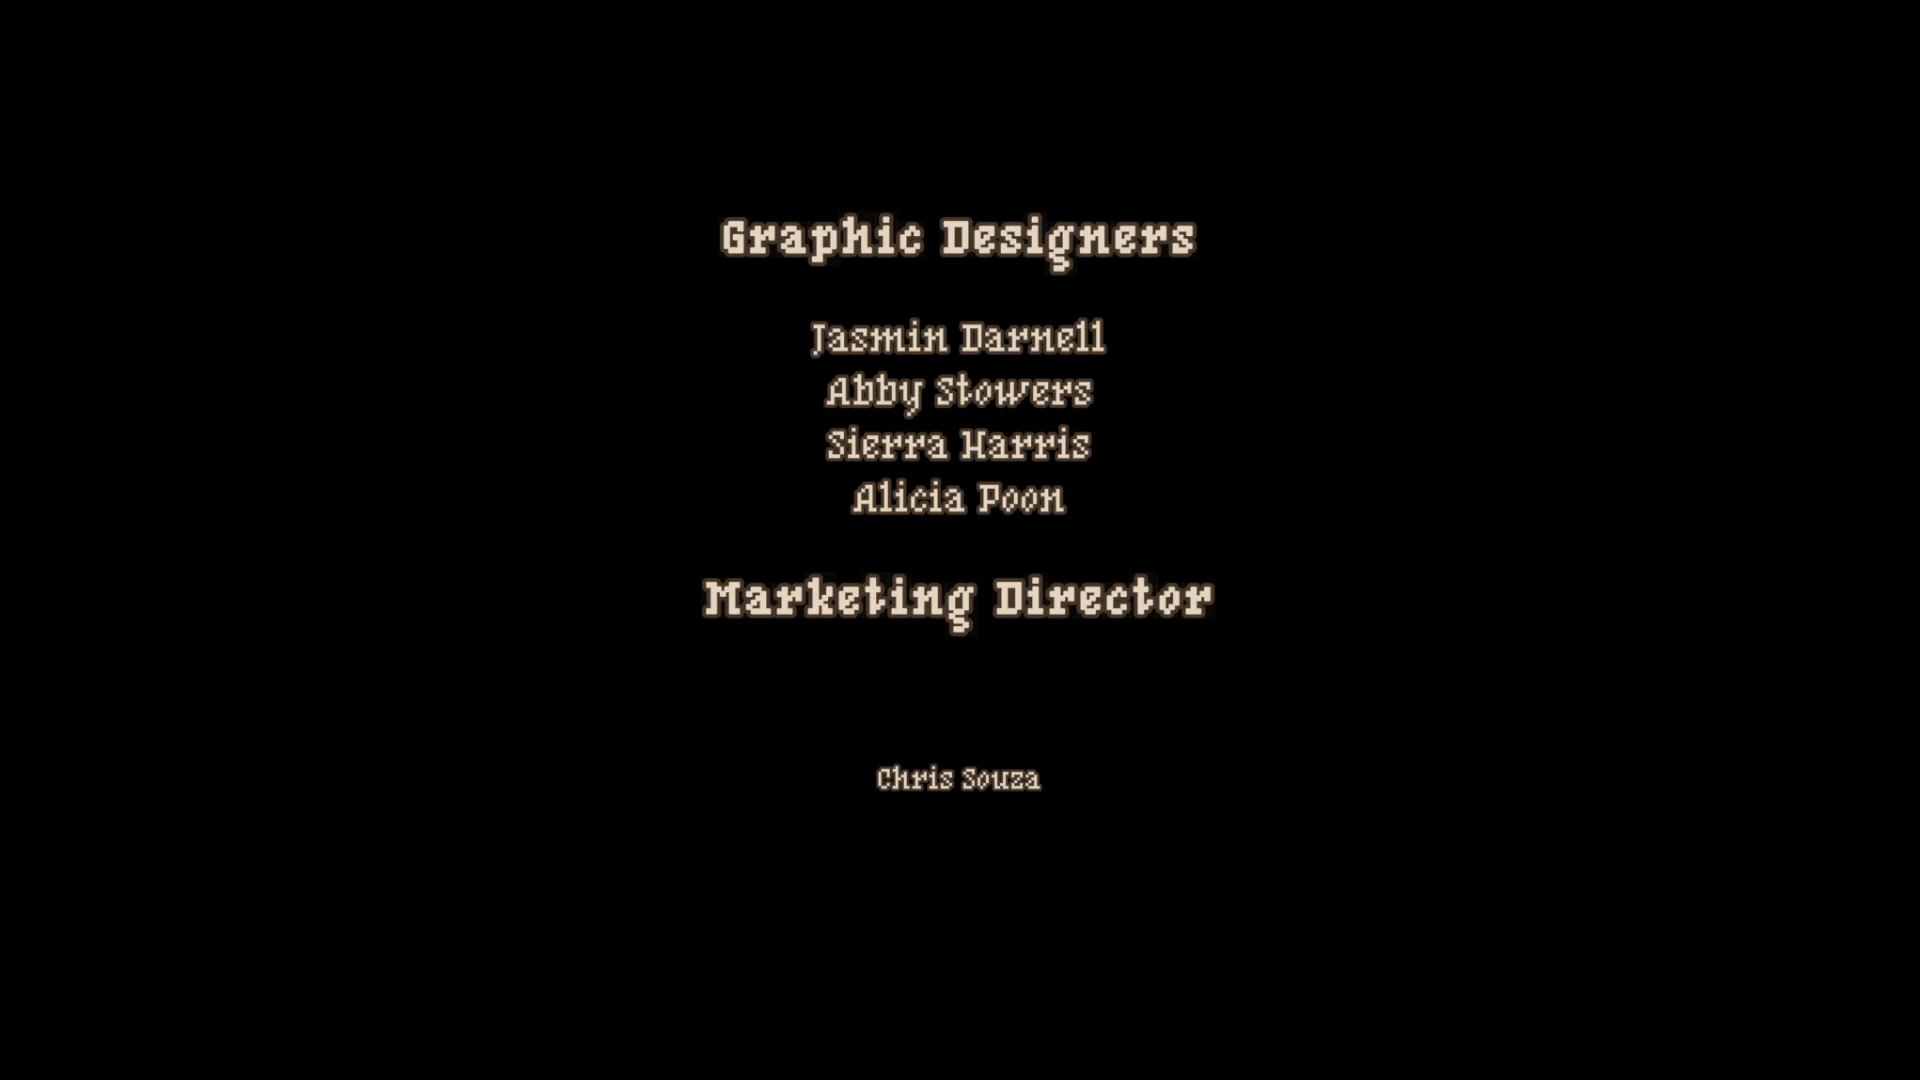 Graphic Designers
Jasmin Darnell
Abby Stowers
Sierra Harris
Alicia Poon
Marketing Director
Chris Souza